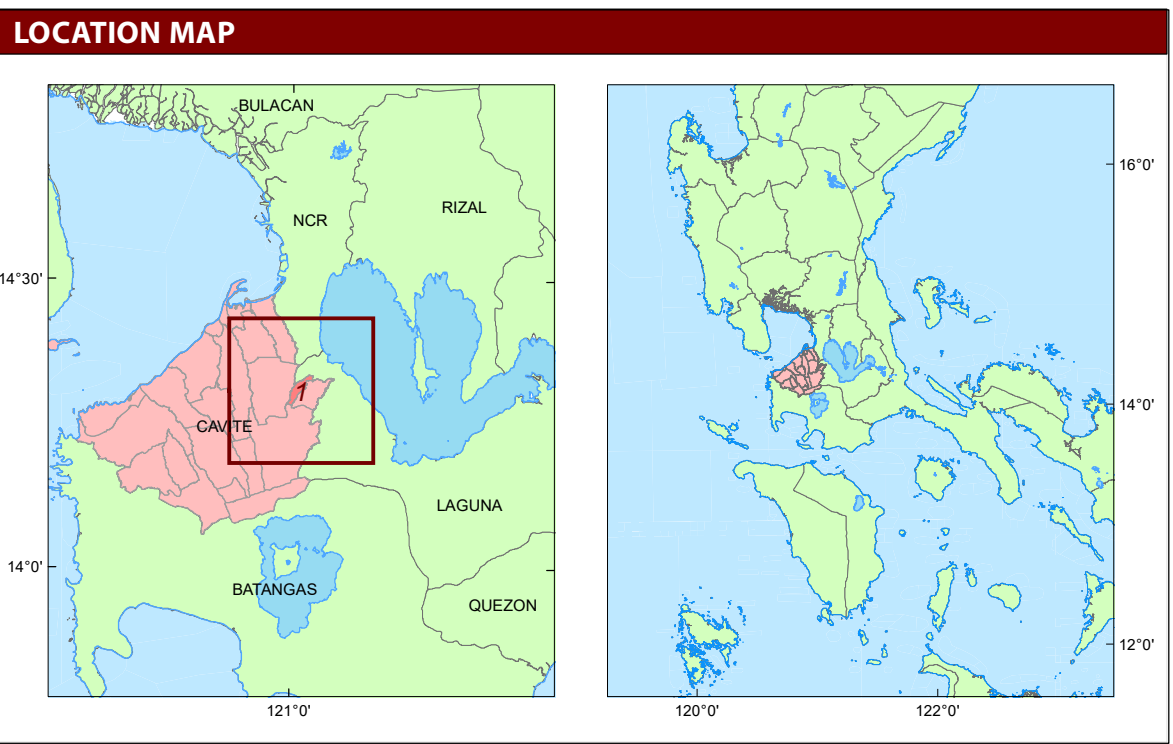 LOCATION MAP
BULACAN
RIZAL
NCR
14°30'
1
CAVITE
LAGUNA
14°0'
BATANGAS
QUEZON
121°0'
16°0'
14°0'
12°0'
120°0'
122°0'